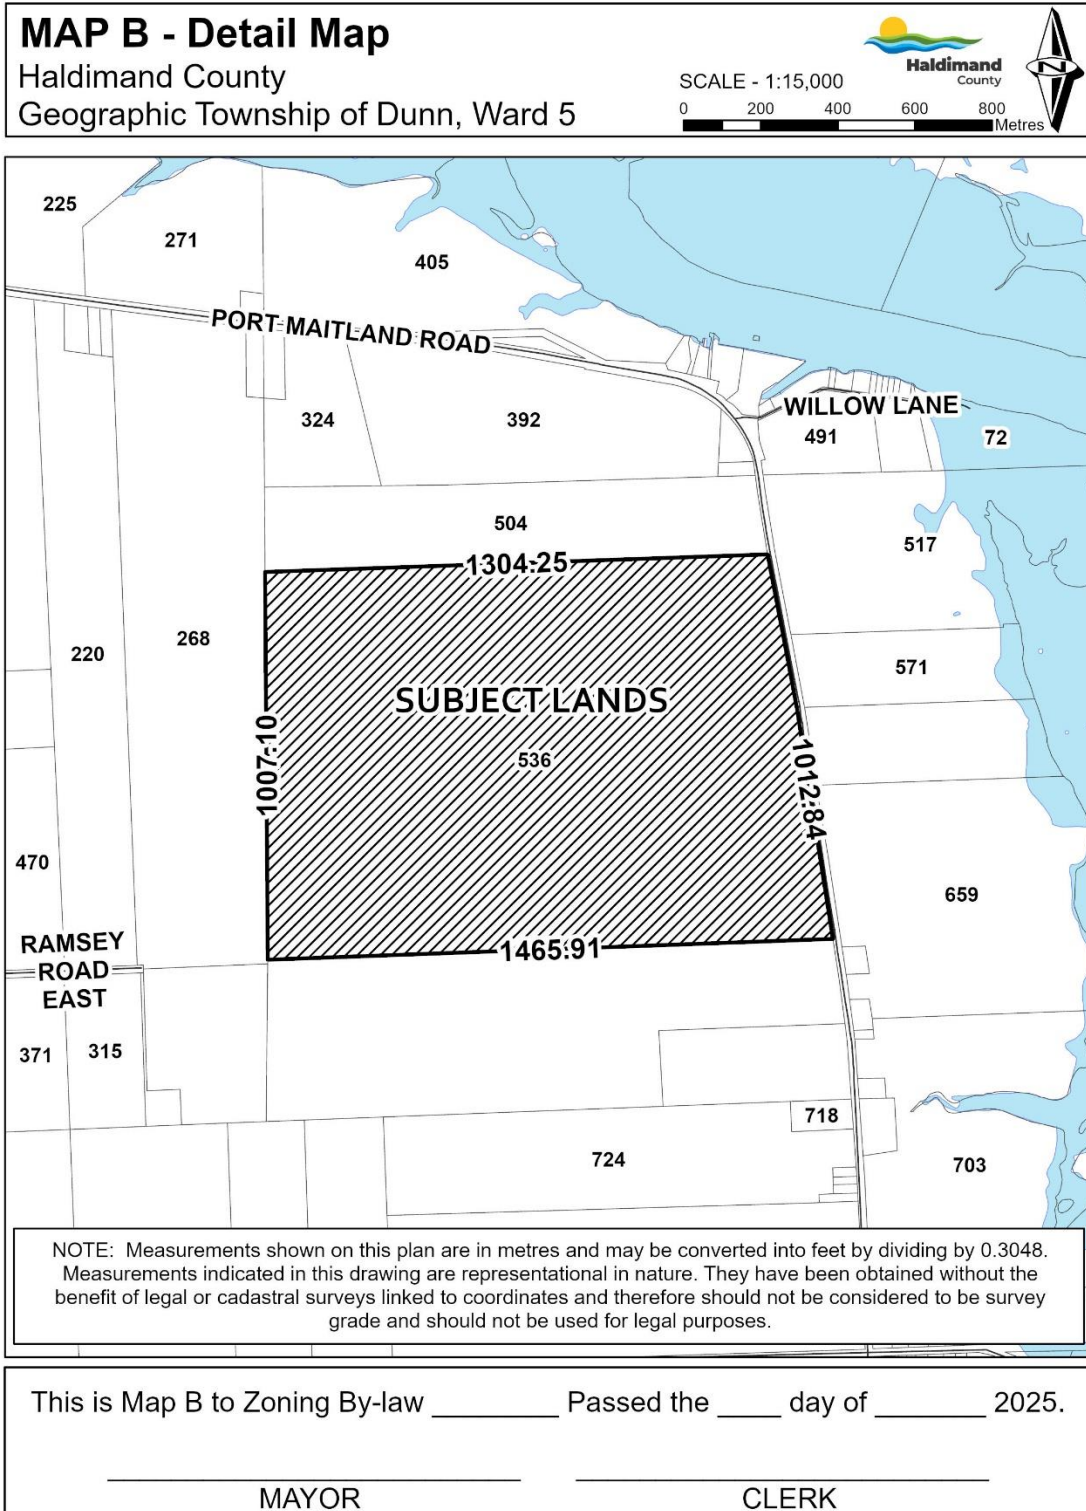 MAP B - Detail Map
Haldimand County
Geographic Township of Dunn, Ward 5
SCALE - 1:15,000
0 200 400 600 800
Metres
Haldimand
County
N
225
271
405
PORT MAITLAND ROAD
324
392
WILLOW LANE
491
72
504
517
1304.25
268
220
571
SUBJECT LANDS
536
1007.10
1012.84
470
659
RAMSEY
ROAD
EAST
1465.91
371
315
718
724
703
NOTE: Measurements shown on this plan are in metres and may be converted into feet by dividing by 0.3048.
Measurements indicated in this drawing are representational in nature. They have been obtained without the
benefit of legal or cadastral surveys linked to coordinates and therefore should not be considered to be survey
grade and should not be used for legal purposes.
This is Map B to Zoning By-law ________ Passed the ____ day of _____ 2025.
MAYOR
CLERK